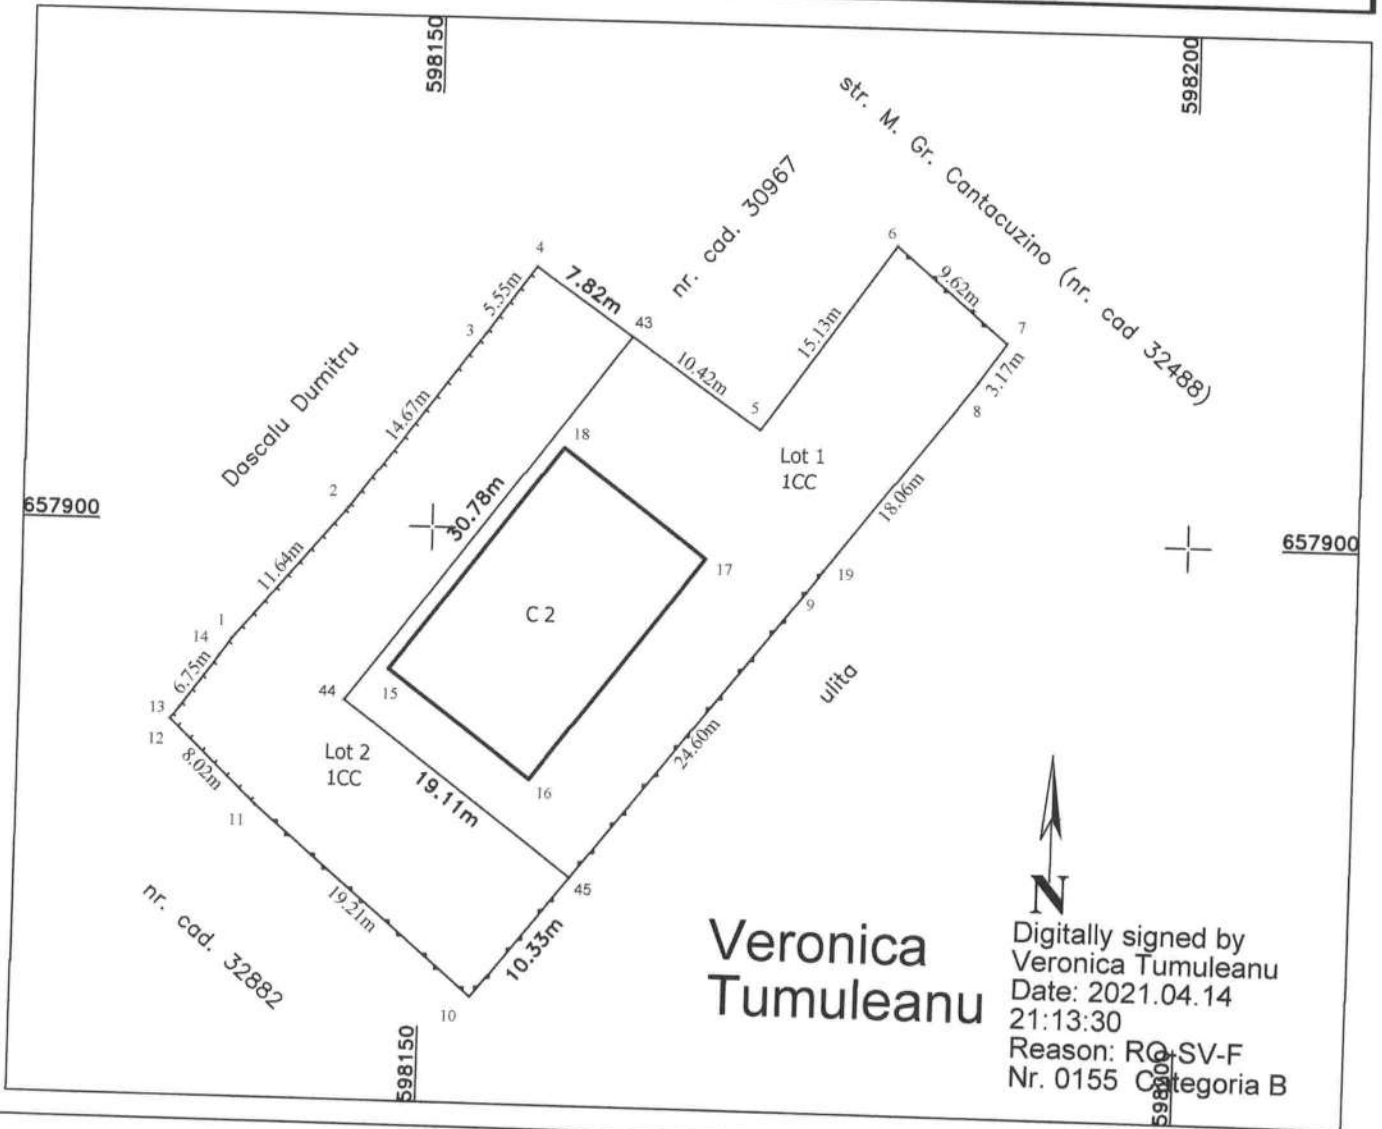 598150
598200
str. M. Gr. Cantacuzino (nr. cad 32488)
nr. cad. 30967
6
4
7.82m
9.62m
5.55m
43
7
3
15.13m
10.42m
3.17m
Dascalu Dumitru
14.67m
5
8
18
Lot 1
1CC
2
30.78m
18.06m
657900
657900
11.64m
17
19
9
C 2
1
14
6.75m
44
15
ulita
13
12
Lot 2
1CC
8.02m
24.60m
19.11m
16
11
45
19.21m
nr. cad. 32882
10.33m
10
N
Veronica
Tumuleanu
Digitally signed by
Veronica Tumuleanu
Date: 2021.04.14
21:13:30
Reason: RO-SV-F
Nr. 0155 Categoria B
598150
598200